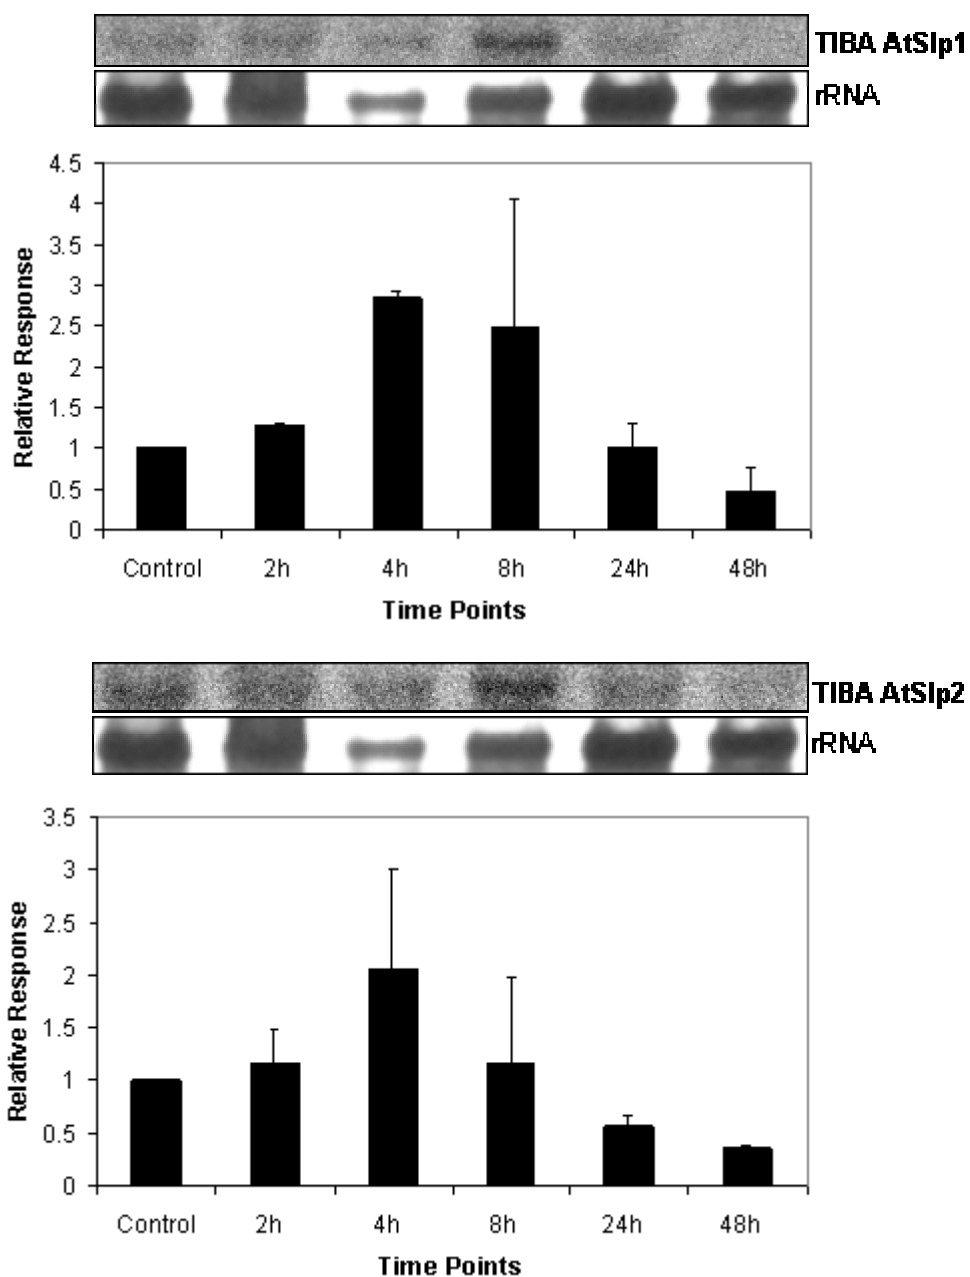 TIBA AtSlp1
rRNA
4.5
4
3.5
3
2.5
2
1.5
1
0.5
0
Relative Response
Control 2h 4h 8h 24h 48h
Time Points
TIBA AtSlp2
rRNA
3.5
3
2.5
2
1.5
1
0.5
0
Relative Response
Control 2h 4h 8h 24h 48h
Time Points